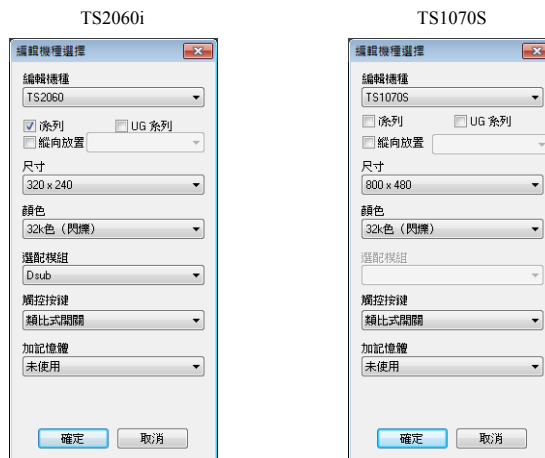 TS2060i
編輯機種選擇
編輯機種
TS2060
i系列
UG 系列
縱向放置
尺寸
320 x 240
顏色
32k色（閃爍）
選配模組
Dsub
觸控按鍵
類比式開關
加記憶體
未使用
確定
取消
TS1070S
編輯機種選擇
編輯機種
TS1070S
i系列
UG 系列
縱向放置
尺寸
800 x 480
顏色
32k色（閃爍）
選配模組
觸控按鍵
類比式開關
加記憶體
未使用
確定
取消